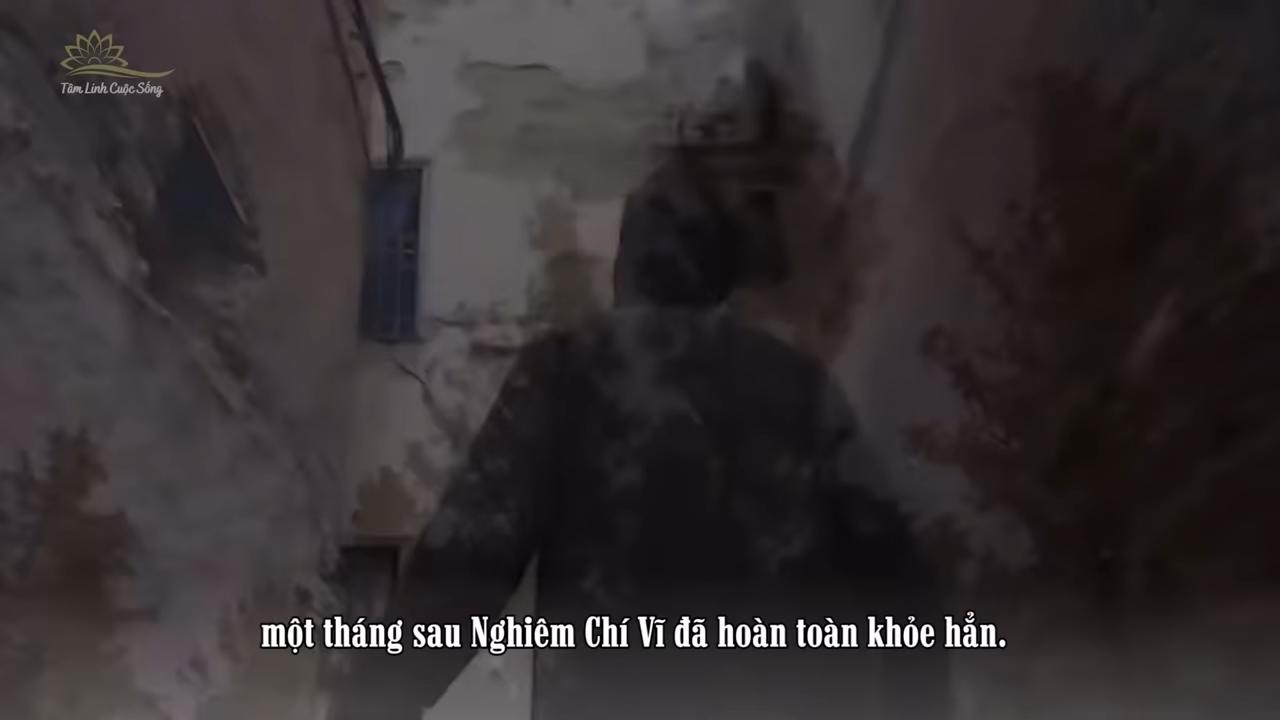 Tâm Linh Cuộc Sống
một tháng sau Nghiêm Chí Vĩ đã hoàn toàn khỏe hẳn.